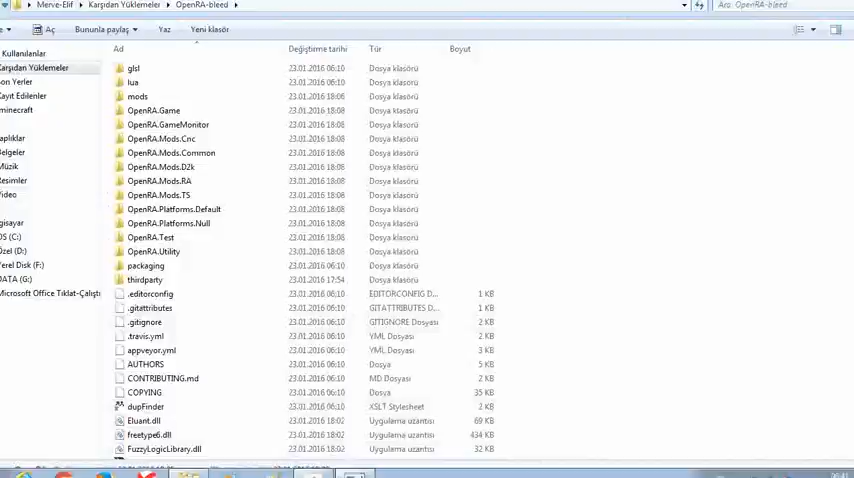 Merve-Elif ▸ Karşıdan Yüklemeler ▸ OpenRA-bleed ▸ Ara: OpenRA-bleed
Aç Bununla paylaş Yaz Yeni klasör
Ad Değiştirme tarihi Tür Boyut
Kullanılanlar
Karşıdan Yüklemeler
Son Yerler
Kayıt Edilenler
minecraft
aplıklar
Belgeler
Müzik
Resimler
Video
gisayar
OS (C:)
Özel (D:)
Yerel Disk (F:)
DATA (G:)
Microsoft Office Tıklat-Çalıştı
glsl 23.01.2016 06:10 Dosya klasörü
lua 23.01.2016 06:10 Dosya klasörü
mods 23.01.2016 18:06 Dosya klasörü
OpenRA.Game 23.01.2016 18:08 Dosya klasörü
OpenRA.GameMonitor 23.01.2016 18:08 Dosya klasörü
OpenRA.Mods.Cnc 23.01.2016 18:08 Dosya klasörü
OpenRA.Mods.Common 23.01.2016 18:08 Dosya klasörü
OpenRA.Mods.D2k 23.01.2016 18:08 Dosya klasörü
OpenRA.Mods.RA 23.01.2016 18:08 Dosya klasörü
OpenRA.Mods.TS 23.01.2016 18:08 Dosya klasörü
OpenRA.Platforms.Default 23.01.2016 18:08 Dosya klasörü
OpenRA.Platforms.Null 23.01.2016 18:08 Dosya klasörü
OpenRA.Test 23.01.2016 18:08 Dosya klasörü
OpenRA.Utility 23.01.2016 18:08 Dosya klasörü
packaging 23.01.2016 06:10 Dosya klasörü
thirdparty 23.01.2016 17:54 Dosya klasörü
.editorconfig 23.01.2016 06:10 EDITORCONFIG D... 1 KB
.gitattributes 23.01.2016 06:10 GITATTRIBUTES D... 1 KB
.gitignore 23.01.2016 06:10 GITIGNORE Dosyası 2 KB
.travis.yml 23.01.2016 06:10 YML Dosyası 2 KB
appveyor.yml 23.01.2016 06:10 YML Dosyası 3 KB
AUTHORS 23.01.2016 06:10 Dosya 5 KB
CONTRIBUTING.md 23.01.2016 06:10 MD Dosyası 2 KB
COPYING 23.01.2016 06:10 Dosya 35 KB
dupFinder 23.01.2016 06:10 XSLT Stylesheet 2 KB
Eluant.dll 23.01.2016 18:02 Uygulama uzantısı 69 KB
freetype6.dll 23.01.2016 18:02 Uygulama uzantısı 434 KB
FuzzyLogicLibrary.dll 23.01.2016 18:02 Uygulama uzantısı 32 KB